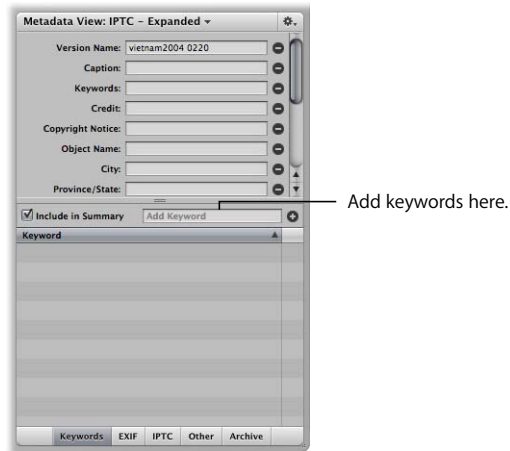 Metadata View: IPTC – Expanded
Version Name: vietnam2004 0220
Caption:
Keywords:
Credit:
Copyright Notice:
Object Name:
City:
Province/State:
Include in Summary Add Keyword
Add keywords here.
Keyword
Keywords EXIF IPTC Other Archive